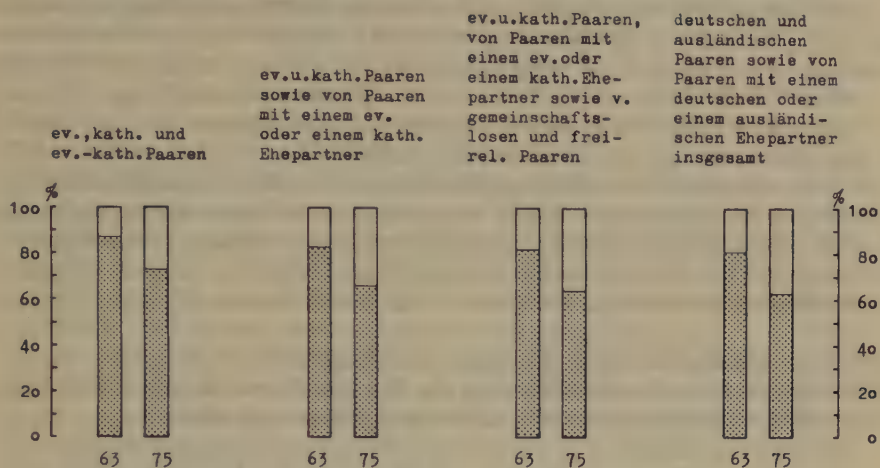 ev.,kath. und
ev.-kath.Paaren
ev.u.kath.Paaren
sowie von Paaren
mit einem ev.
oder einem kath.
Ehepartner
ev.u.kath.Paaren,
von Paaren mit
einem ev.oder
einem kath.Ehe-
partner sowie v.
gemeinschafts-
losen und frei-
rel. Paaren
deutschen und
ausländischen
Paaren sowie von
Paaren mit einem
deutschen oder
einem ausländi-
schen Ehepartner
insgesamt
%
100
80
60
40
20
0
%
100
80
60
40
20
0
63 75
63 75
63 75
63 75